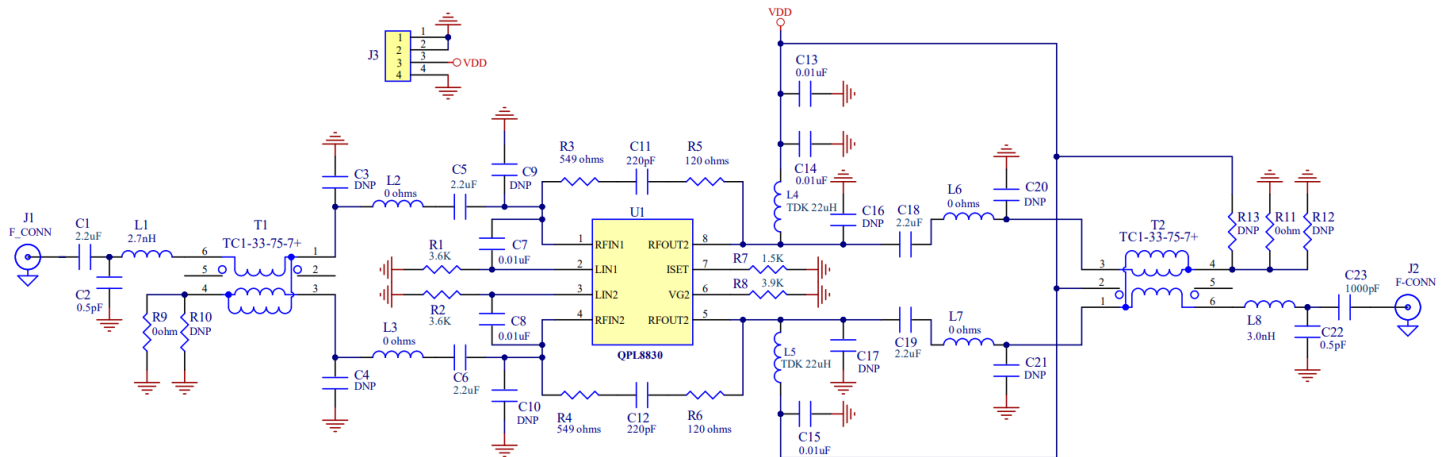 VDD
J3
1 1
2 2
3 3
4 4
VDD
C13
0.01uF
C14
0.01uF
R3
549 ohms
C11
220pF
R5
120 ohms
C5
2.2uF
C9
DNP
C3
DNP
L2
0 ohms
L4
TDK 22uH
C16
DNP
C18
2.2uF
L6
0 ohms
C20
DNP
J1
F_CONN
C1
2.2uF
L1
2.7nH
T1
TC1-33-75-7+
6
1
5
2
4
3
C2
0.5pF
R9
0ohm
R10
DNP
C7
0.01uF
R1
3.6K
R2
3.6K
C8
0.01uF
U1
1 RFIN1 RFOUT2 8
2 LIN1 ISET 7
3 LIN2 VG2 6
4 RFIN2 RFOUT2 5
QPL8830
R7
1.5K
R8
3.9K
T2
TC1-33-75-7+
3
4
2
5
1
6
R13
DNP
R11
0ohm
R12
DNP
C23
1000pF
J2
F-CONN
L8
3.0nH
C22
0.5pF
L3
0 ohms
C4
DNP
C6
2.2uF
C10
DNP
R4
549 ohms
C12
220pF
R6
120 ohms
L5
TDK 22uH
C17
DNP
C19
2.2uF
L7
0 ohms
C21
DNP
C15
0.01uF